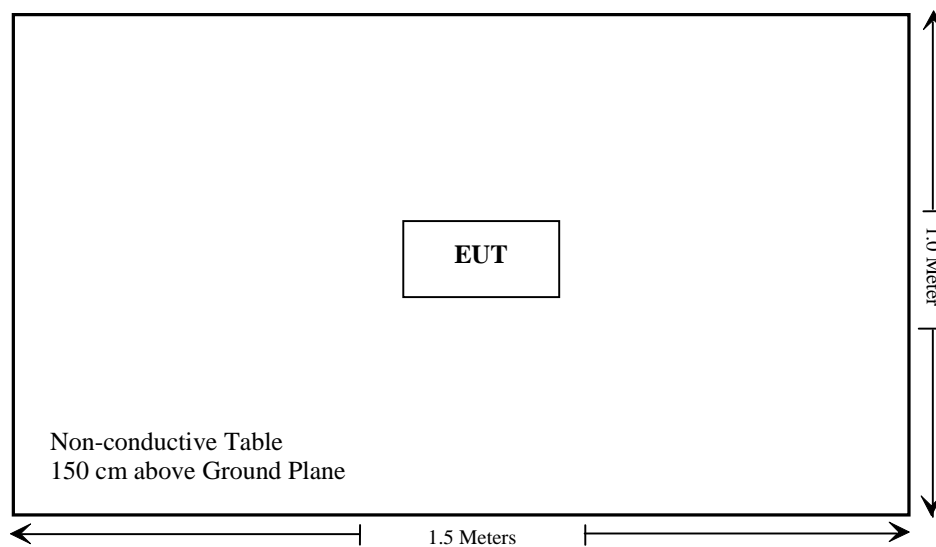 EUT
1.0 Meter
Non-conductive Table
150 cm above Ground Plane
1.5 Meters